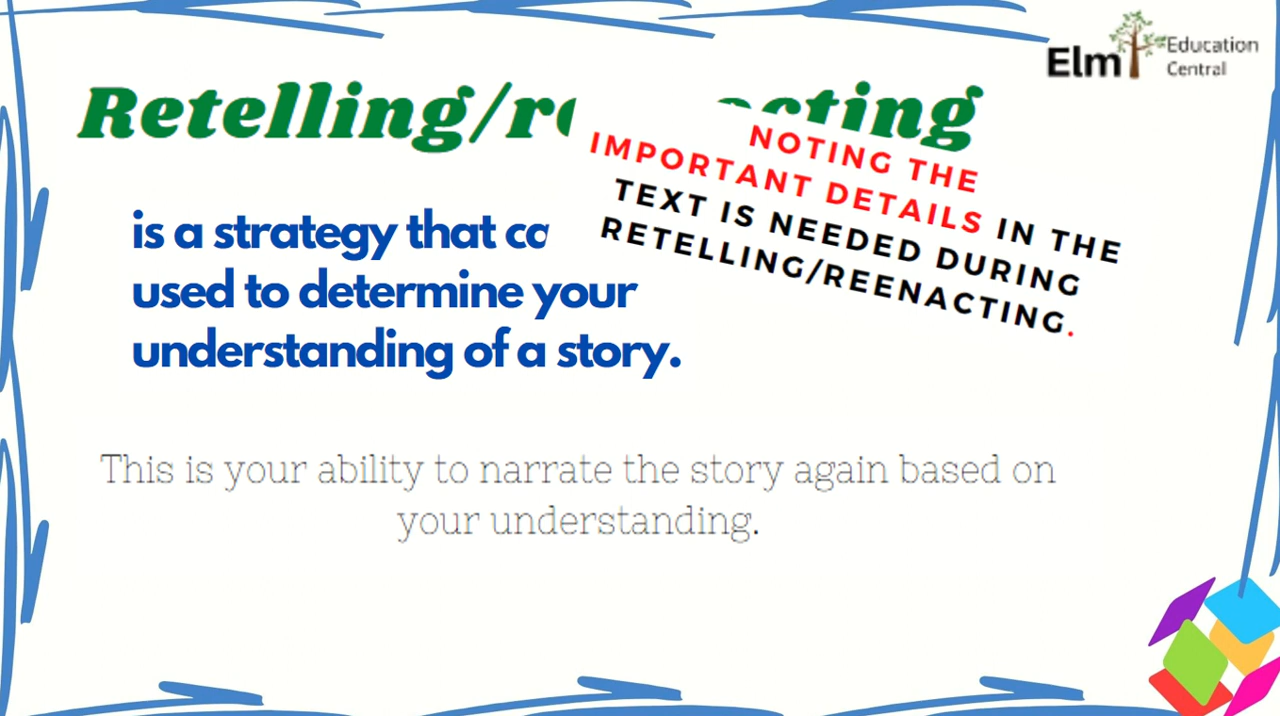 Elm Education
Central
Retelling/re acting
NOTING THE
IMPORTANT DETAILS IN THE
TEXT IS NEEDED DURING
RETELLING/REENACTING.
is a strategy that ca
used to determine your
understanding of a story.
This is your ability to narrate the story again based on
your understanding.